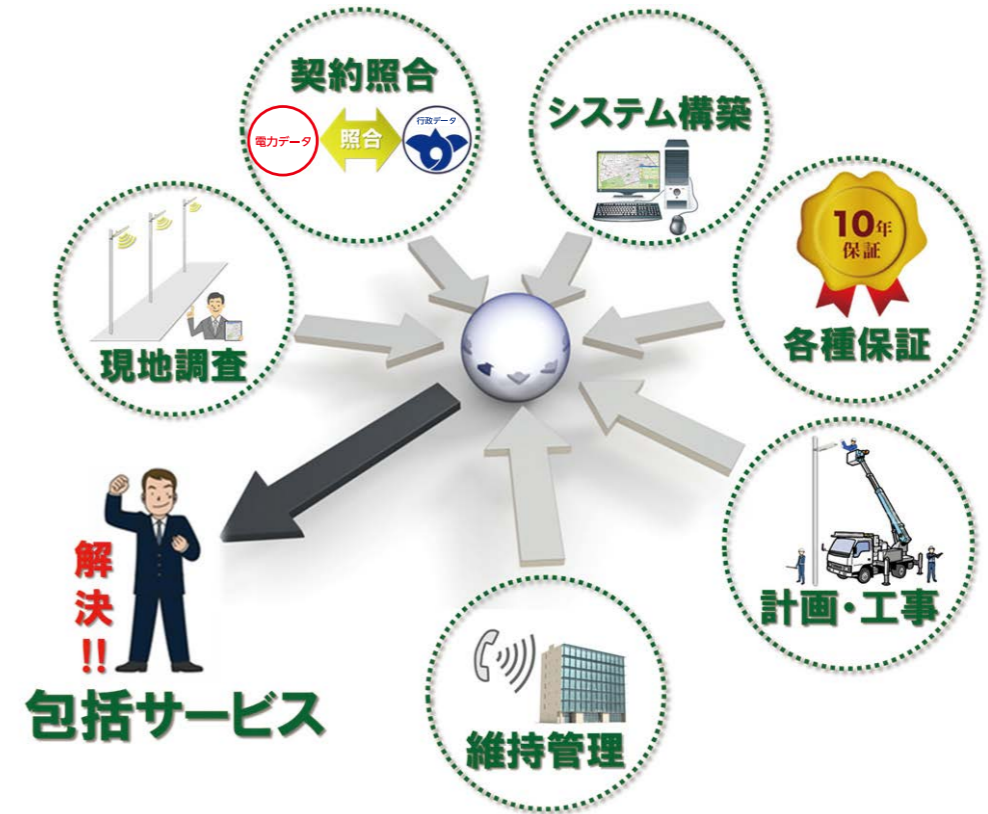 契約照合
電力データ
照合
行政データ
システム構築
10年
保証
各種保証
現地調査
計画・工事
解決!!
維持管理
包括サービス